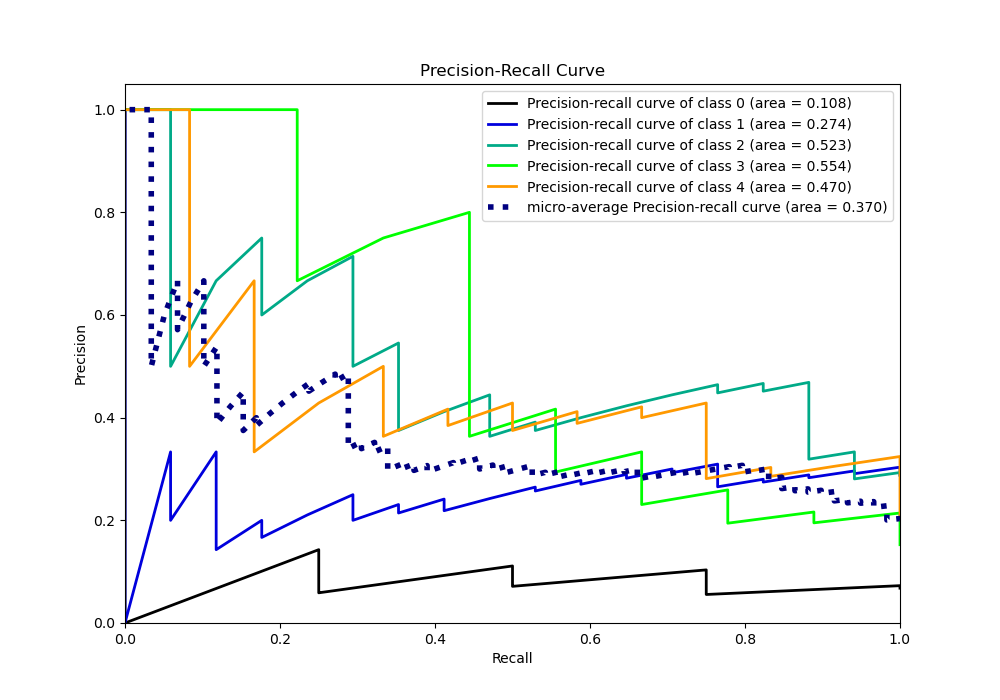 Precision-Recall Curve
Precision-recall curve of class 0 (area = 0.108)
Precision-recall curve of class 1 (area = 0.274)
Precision-recall curve of class 2 (area = 0.523)
Precision-recall curve of class 3 (area = 0.554)
Precision-recall curve of class 4 (area = 0.470)
micro-average Precision-recall curve (area = 0.370)
Precision
1.0
0.8
0.6
0.4
0.2
0.0
0.0 0.2 0.4 0.6 0.8 1.0
Recall